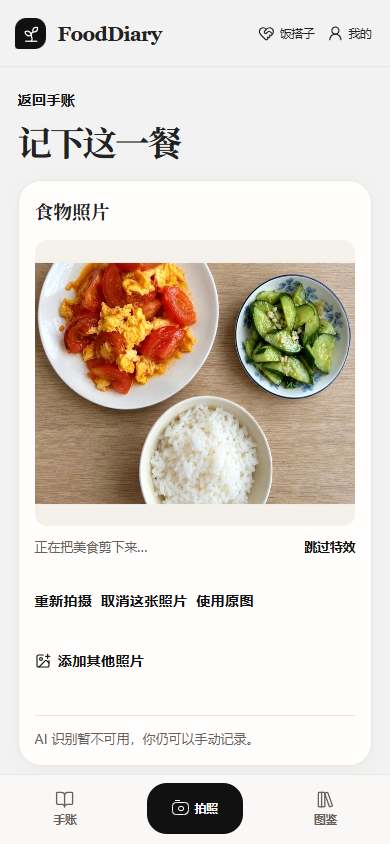 FoodDiary
饭搭子
我的
返回手账
记下这一餐
食物照片
正在把美食剪下来...
跳过特效
重新拍摄 取消这张照片 使用原图
添加其他照片
AI 识别暂不可用，你仍可以手动记录。
手账
拍照
图鉴